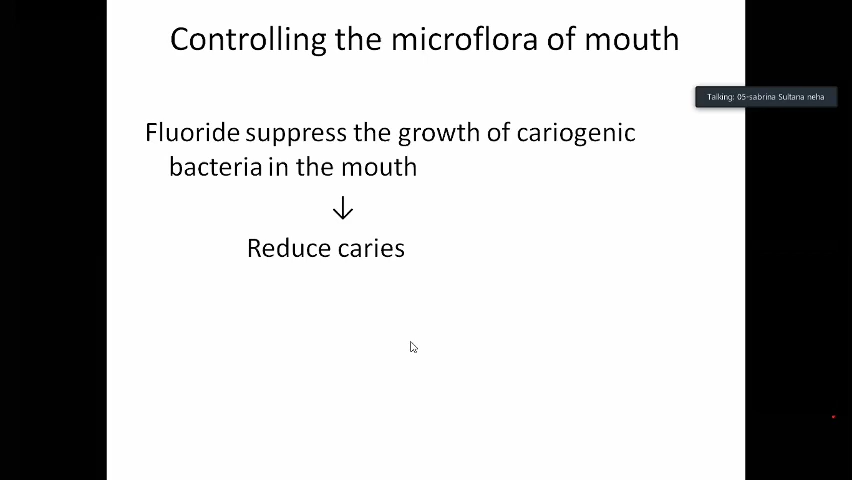 Controlling the microflora of mouth
Talking: 05-sabrina Sultana neha
Fluoride suppress the growth of cariogenic
bacteria in the mouth
↓
Reduce caries